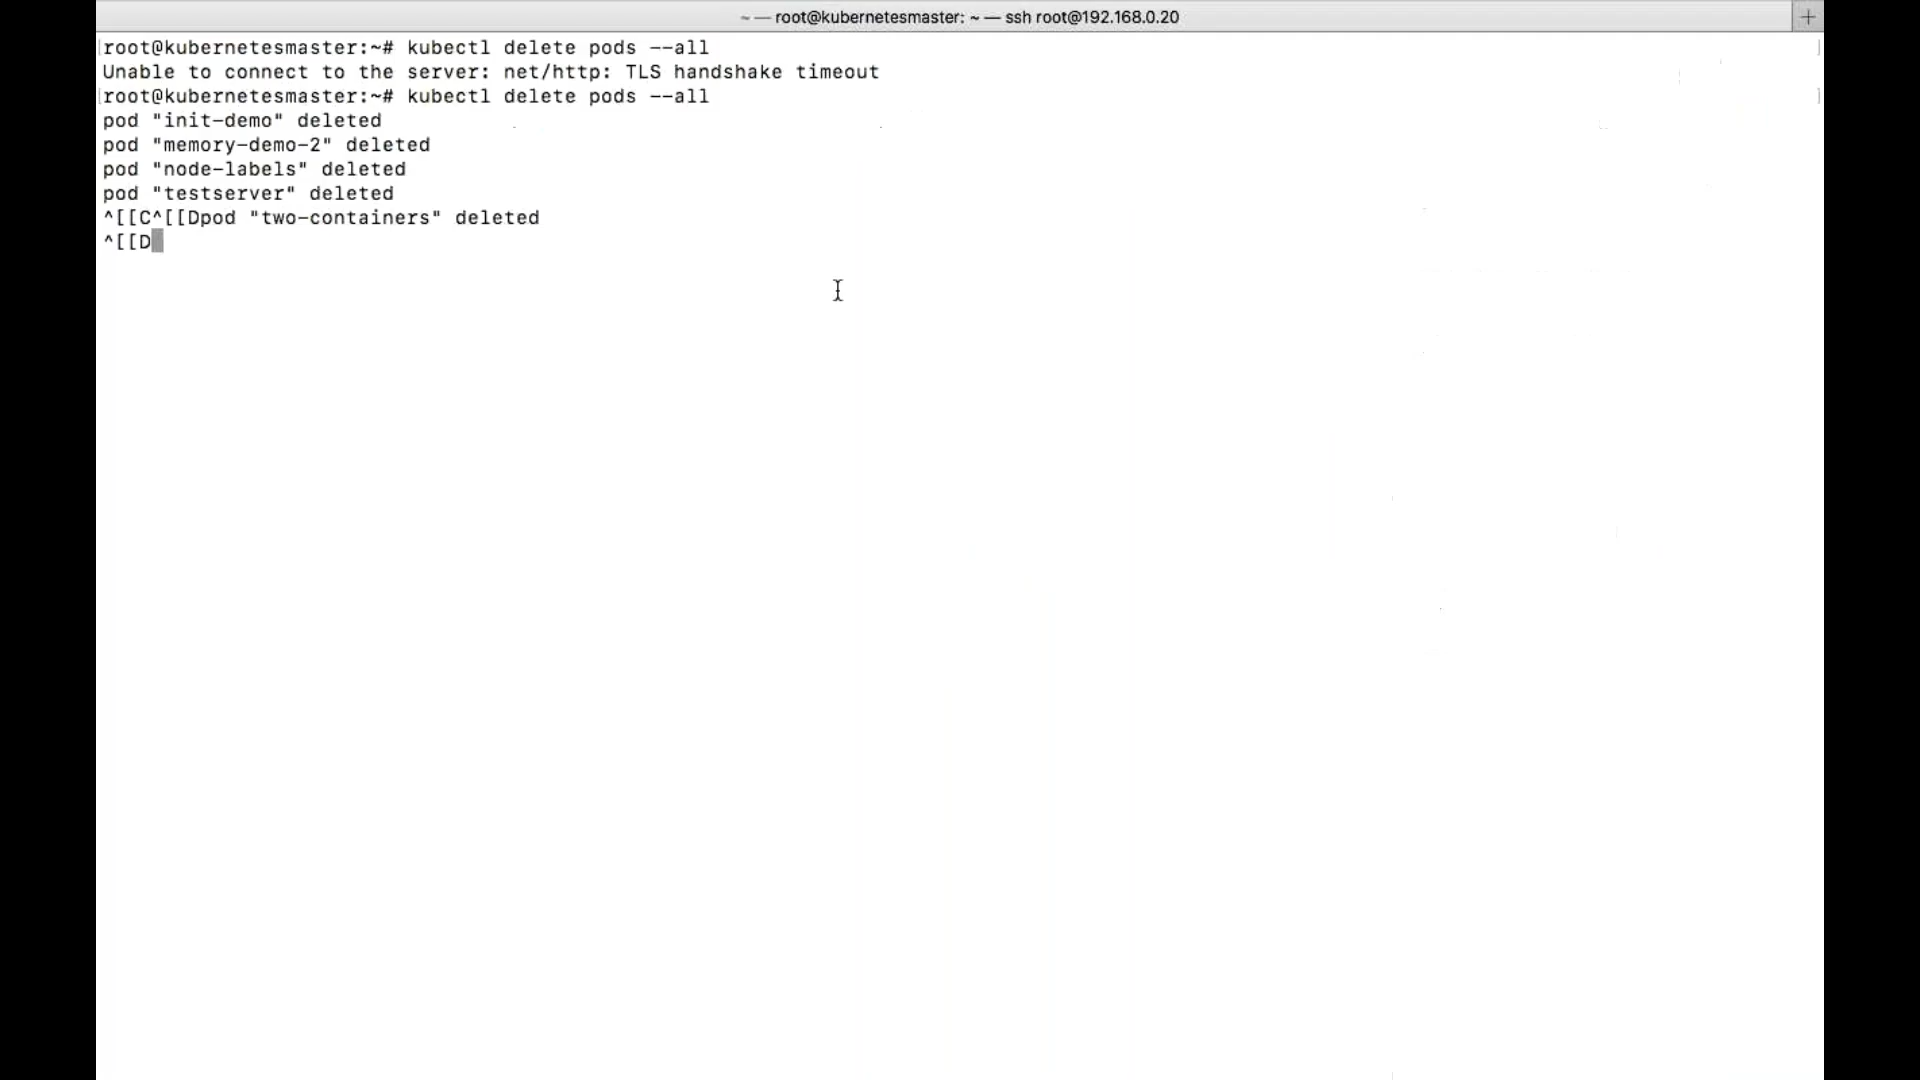 ~ — root@kubernetesmaster: ~ — ssh root@192.168.0.20
root@kubernetesmaster:~# kubectl delete pods --all
Unable to connect to the server: net/http: TLS handshake timeout
root@kubernetesmaster:~# kubectl delete pods --all
pod "init-demo" deleted
pod "memory-demo-2" deleted
pod "node-labels" deleted
pod "testserver" deleted
^[[C^[[Dpod "two-containers" deleted
^[[D